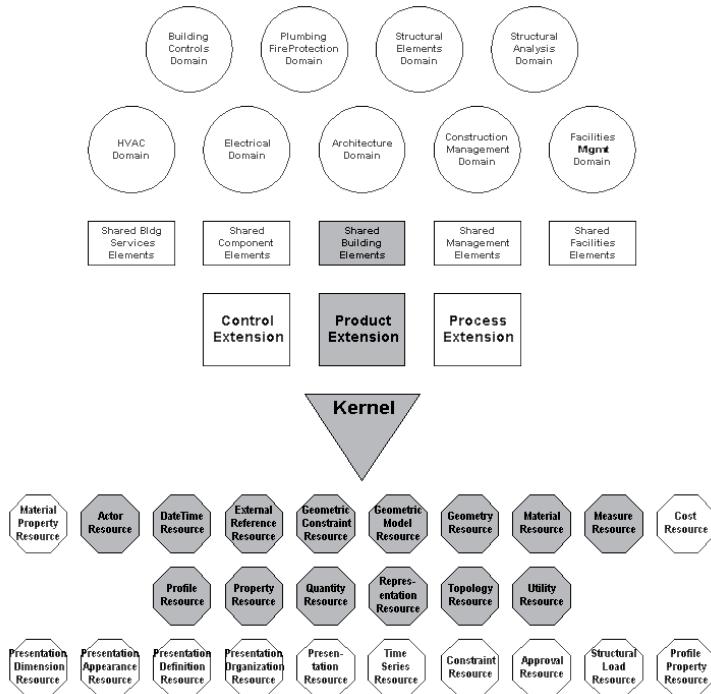 Building
Controls
Domain
Plumbing
FireProtection
Domain
Structural
Elements
Domain
Structural
Analysis
Domain
HVAC
Domain
Electrical
Domain
Architecture
Domain
Construction
Management
Domain
Facilities
Mgmt
Domain
Shared Bldg
Services
Elements
Shared
Component
Elements
Shared
Building
Elements
Shared
Management
Elements
Shared
Facilities
Elements
Control
Extension
Product
Extension
Process
Extension
Kernel
Material
Property
Resource
Actor
Resource
DateTime
Resource
External
Reference
Resource
Geometric
Constraint
Resource
Geometric
Model
Resource
Geometry
Resource
Material
Resource
Measure
Resource
Cost
Resource
Profile
Resource
Property
Resource
Quantity
Resource
Repres-
entation
Resource
Topology
Resource
Utility
Resource
Presentation
Dimension
Resource
Presentation
Appearance
Resource
Presentation
Definition
Resource
Presentation
Organization
Resource
Presen-
tation
Resource
Time
Series
Resource
Constraint
Resource
Approval
Resource
Structural
Load
Resource
Profile
Property
Resource